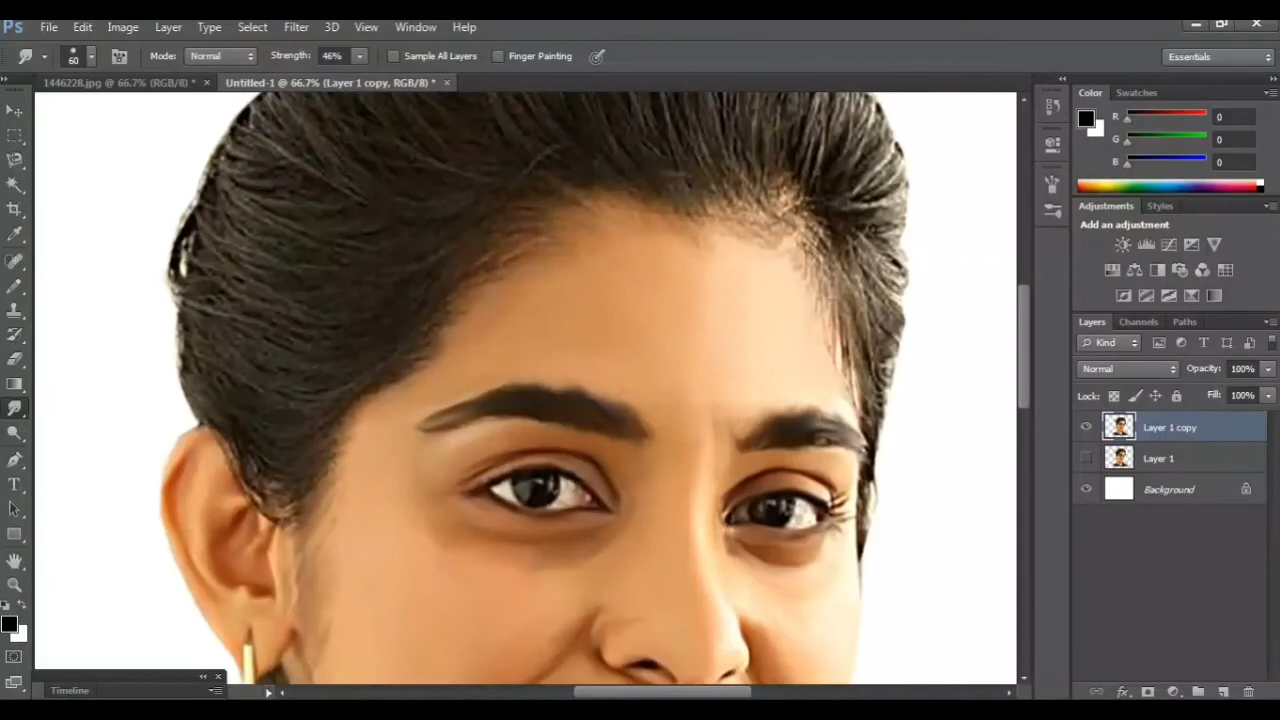 Ps File Edit Image Layer Type Select Filter 3D View Window Help
60 Mode: Normal Strength: 46% Sample All Layers Finger Painting Essentials
1446228.jpg @ 66.7% (RGB/8) * × Untitled-1 @ 66.7% (Layer 1 copy, RGB/8) * ×
Color Swatches
R 0
G 0
B 0
Adjustments Styles
Add an adjustment
Layers Channels Paths
Kind
Normal Opacity: 100%
Lock: Fill: 100%
Layer 1 copy
Layer 1
Background
Timeline